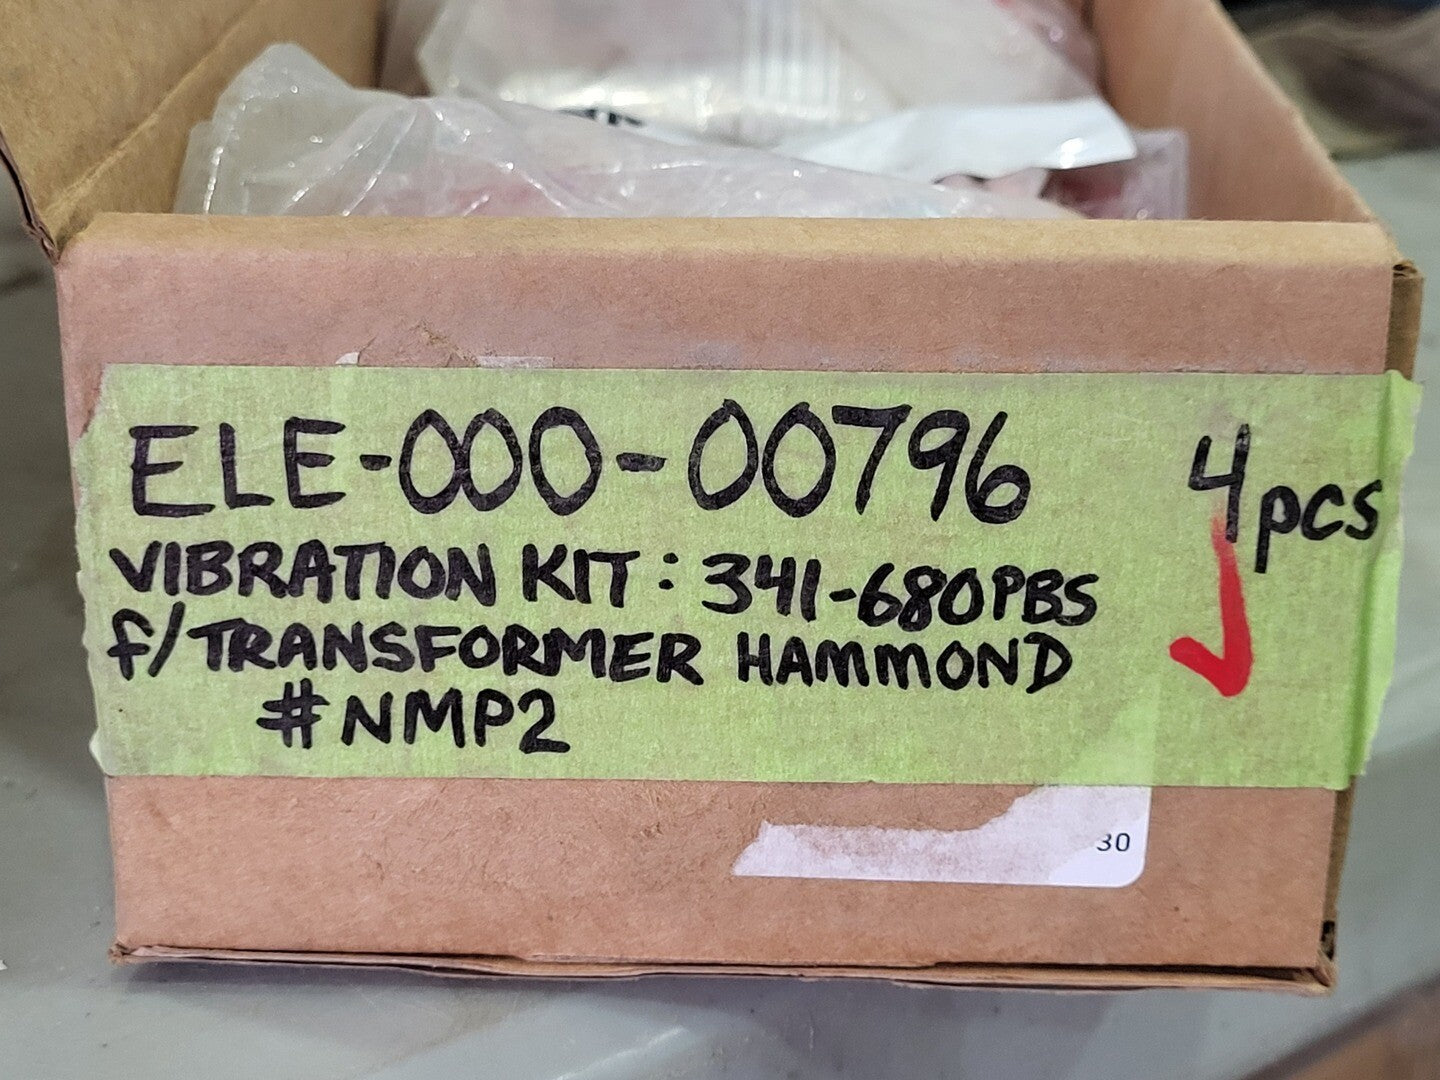 ELE-000-00796 4pcs
VIBRATION KIT: 341-680PBS
f/TRANSFORMER HAMMOND
#NMP2
30